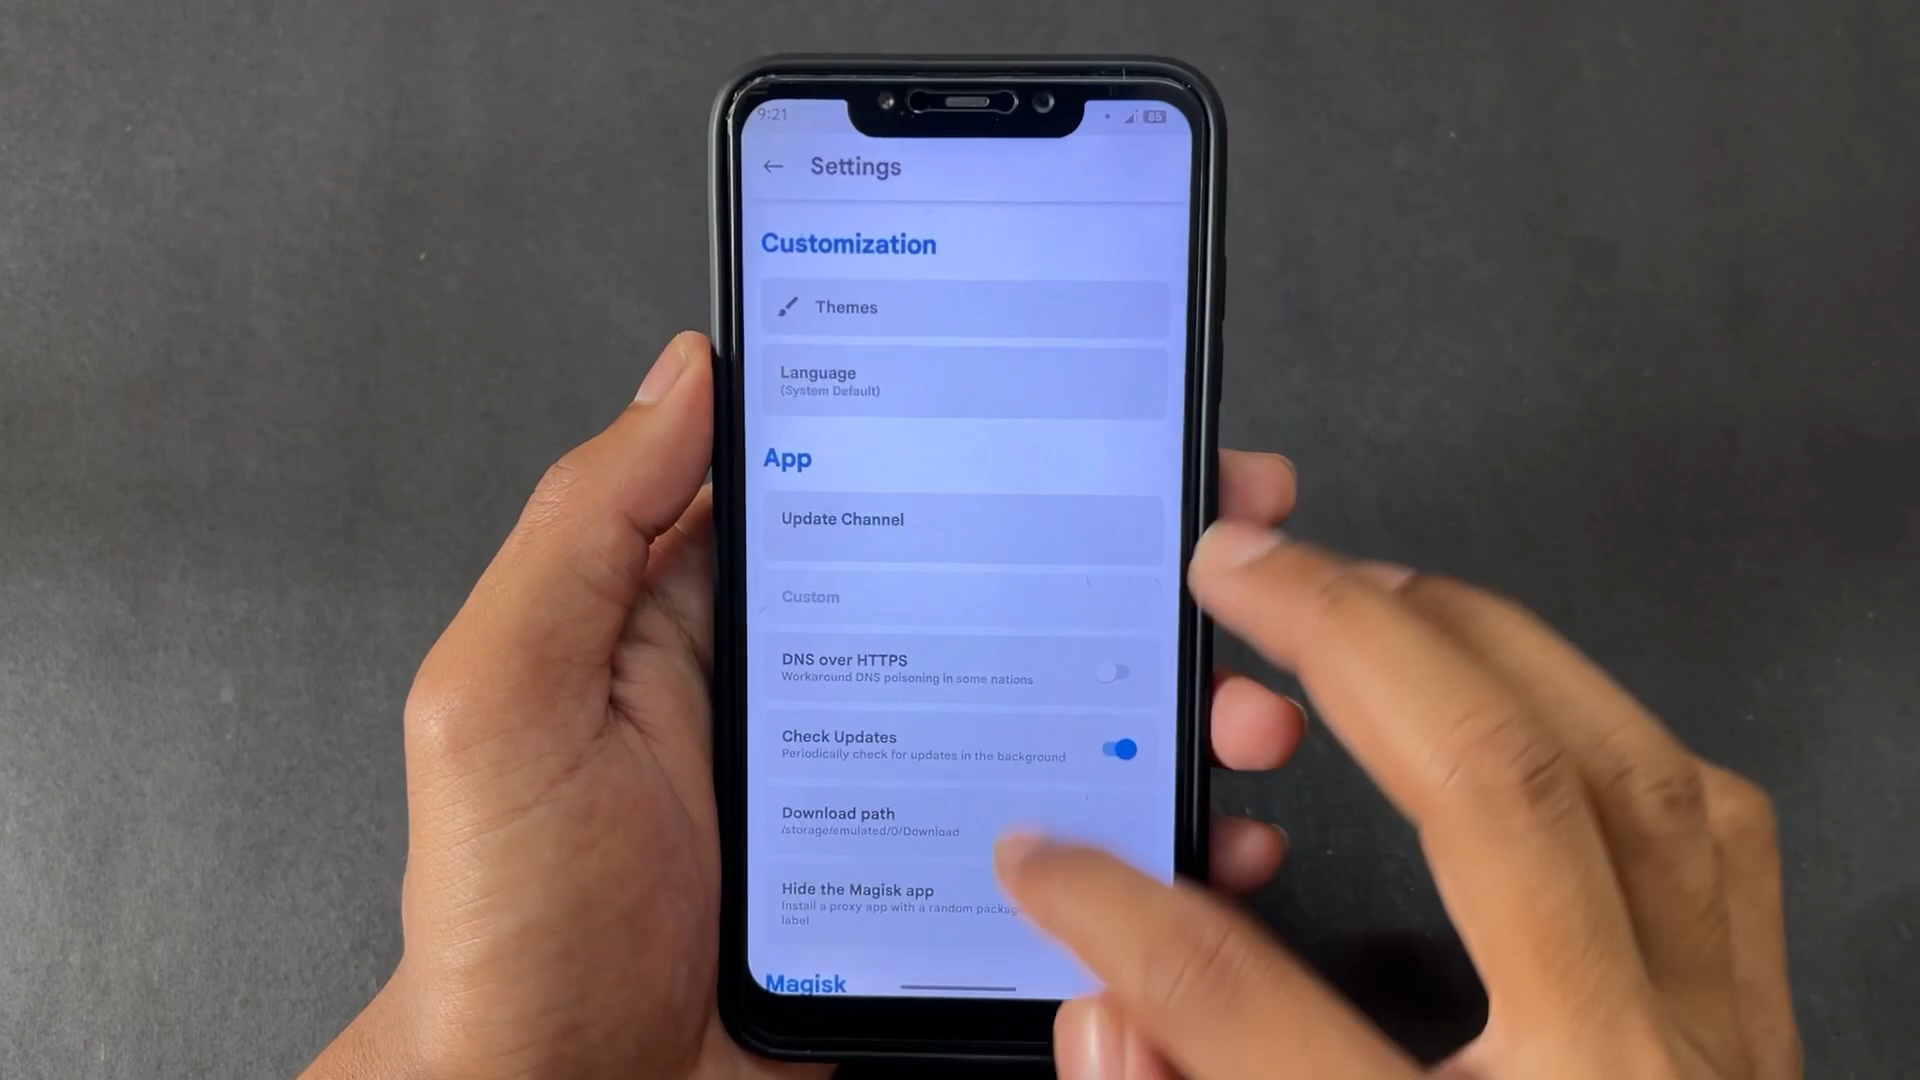 9:21
85
Settings
Customization
Themes
Language
(System Default)
App
Update Channel
Custom
DNS over HTTPS
Workaround DNS poisoning in some nations
Check Updates
Periodically check for updates in the background
Download path
/storage/emulated/0/Download
Hide the Magisk app
Install a proxy app with a random
label
Magisk